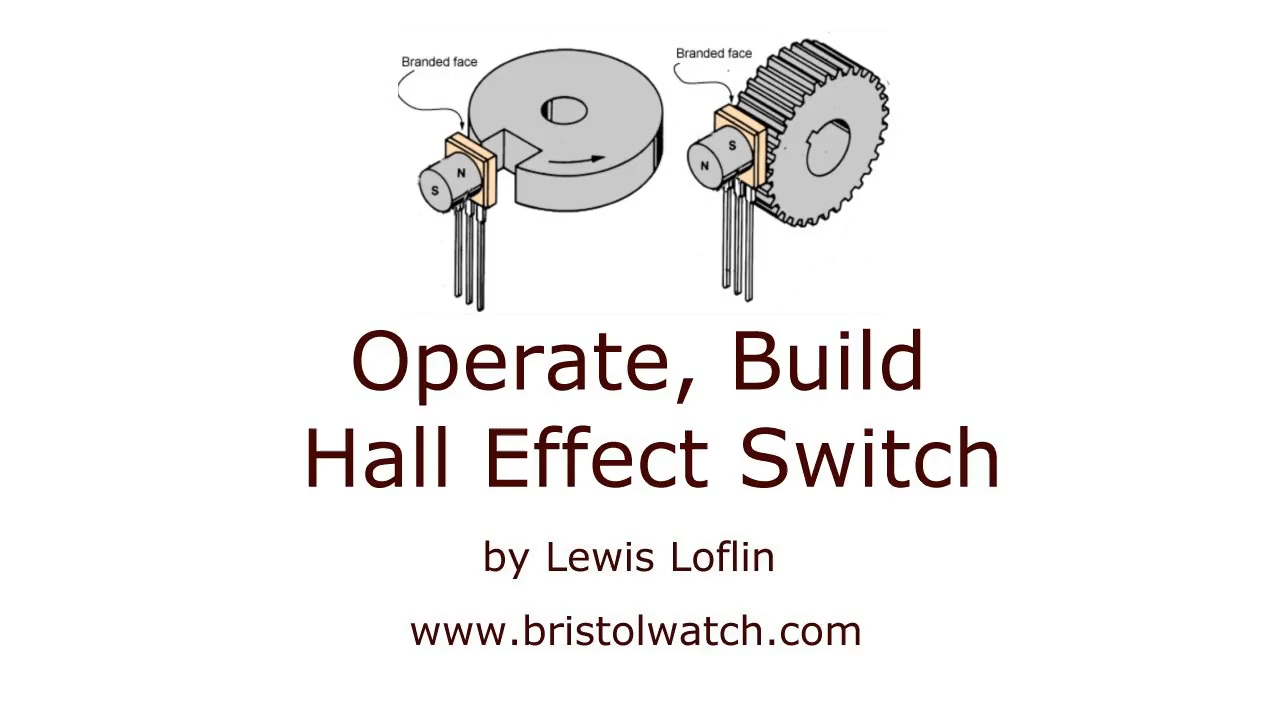 Branded face
Branded face
N
S
S
N
Operate, Build
Hall Effect Switch
by Lewis Loflin
www.bristolwatch.com